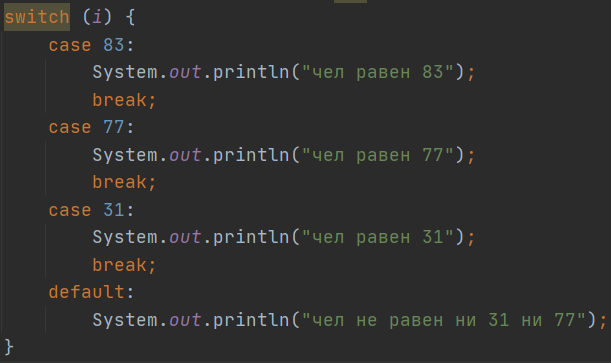 switch (i) {
    case 83:
        System.out.println("чел равен 83");
        break;
    case 77:
        System.out.println("чел равен 77");
        break;
    case 31:
        System.out.println("чел равен 31");
        break;
    default:
        System.out.println("чел не равен ни 31 ни 77");
}